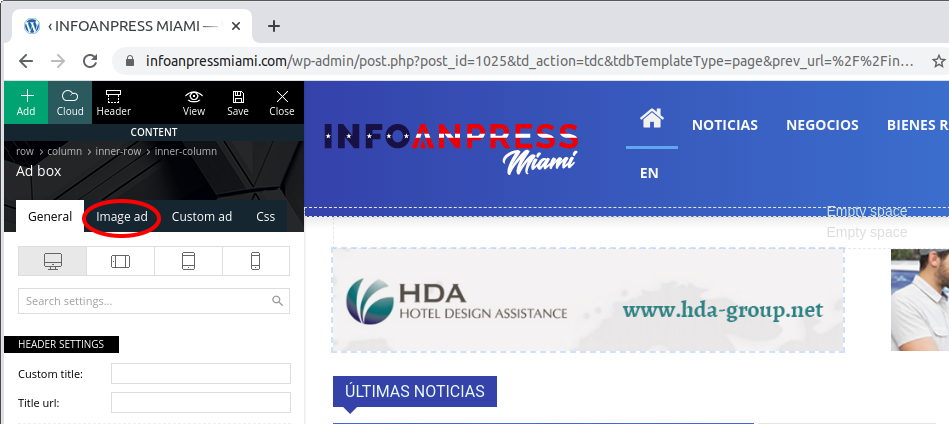 ‹ INFOANPRESS MIAMI —
infoanpressmiami.com/wp-admin/post.php?post_id=1025&td_action=tdc&tdbTemplateType=page&prev_url=%2F%2Fin...
Add
Cloud
Header
View
Save
Close
CONTENT
row › column › inner-row › inner-column
Ad box
General
Image ad
Custom ad
Css
Search settings...
HEADER SETTINGS
Custom title:
Title url:
INFOANPRESS
Miami
NOTICIAS
NEGOCIOS
BIENES R
EN
Empty space
Empty space
HDA
HOTEL DESIGN ASSISTANCE
www.hda-group.net
ÚLTIMAS NOTICIAS